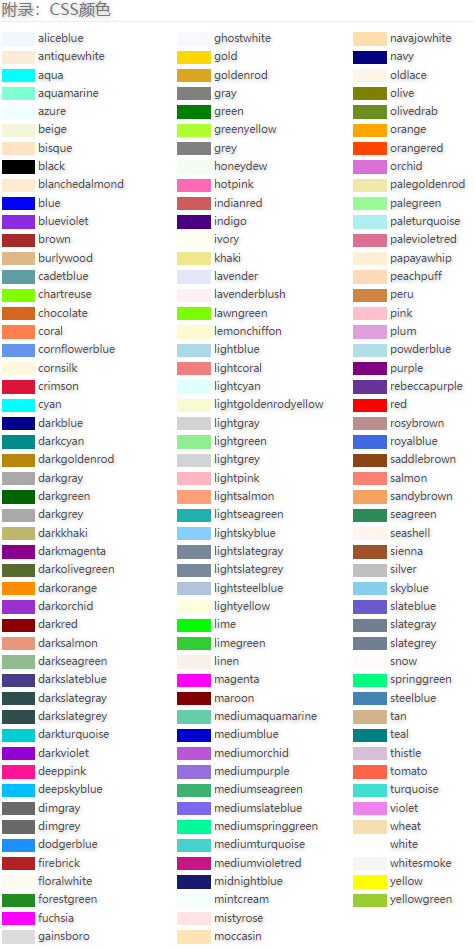 附录：CSS颜色
aliceblue
antiquewhite
aqua
aquamarine
azure
beige
bisque
black
blanchedalmond
blue
blueviolet
brown
burlywood
cadetblue
chartreuse
chocolate
coral
cornflowerblue
cornsilk
crimson
cyan
darkblue
darkcyan
darkgoldenrod
darkgray
darkgreen
darkgrey
darkkhaki
darkmagenta
darkolivegreen
darkorange
darkorchid
darkred
darksalmon
darkseagreen
darkslateblue
darkslategray
darkslategrey
darkturquoise
darkviolet
deeppink
deepskyblue
dimgray
dimgrey
dodgerblue
firebrick
floralwhite
forestgreen
fuchsia
gainsboro
ghostwhite
gold
goldenrod
gray
green
greenyellow
grey
honeydew
hotpink
indianred
indigo
ivory
khaki
lavender
lavenderblush
lawngreen
lemonchiffon
lightblue
lightcoral
lightcyan
lightgoldenrodyellow
lightgray
lightgreen
lightgrey
lightpink
lightsalmon
lightseagreen
lightskyblue
lightslategray
lightslategrey
lightsteelblue
lightyellow
lime
limegreen
linen
magenta
maroon
mediumaquamarine
mediumblue
mediumorchid
mediumpurple
mediumseagreen
mediumslateblue
mediumspringgreen
mediumturquoise
mediumvioletred
midnightblue
mintcream
mistyrose
moccasin
navajowhite
navy
oldlace
olive
olivedrab
orange
orangered
orchid
palegoldenrod
palegreen
paleturquoise
palevioletred
papayawhip
peachpuff
peru
pink
plum
powderblue
purple
rebeccapurple
red
rosybrown
royalblue
saddlebrown
salmon
sandybrown
seagreen
seashell
sienna
silver
skyblue
slateblue
slategray
slategrey
snow
springgreen
steelblue
tan
teal
thistle
tomato
turquoise
violet
wheat
white
whitesmoke
yellow
yellowgreen